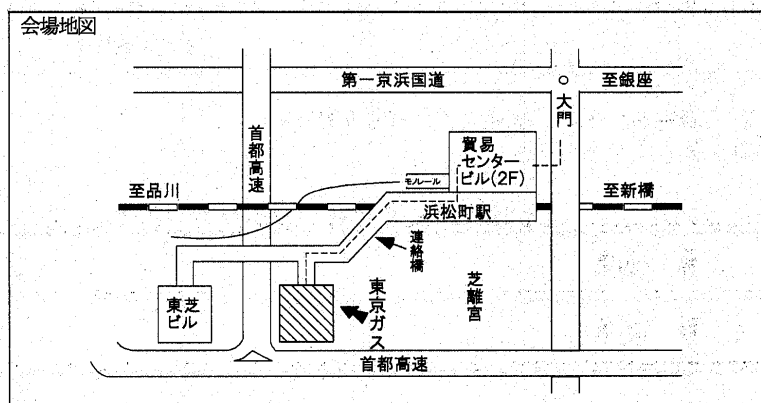 会場地図
第一京浜国道
至銀座
大門
首都高速
貿易
センター
ビル(2F)
モノレール
至品川
至新橋
浜松町駅
連絡橋
東芝
ビル
東京ガス
芝離宮
首都高速